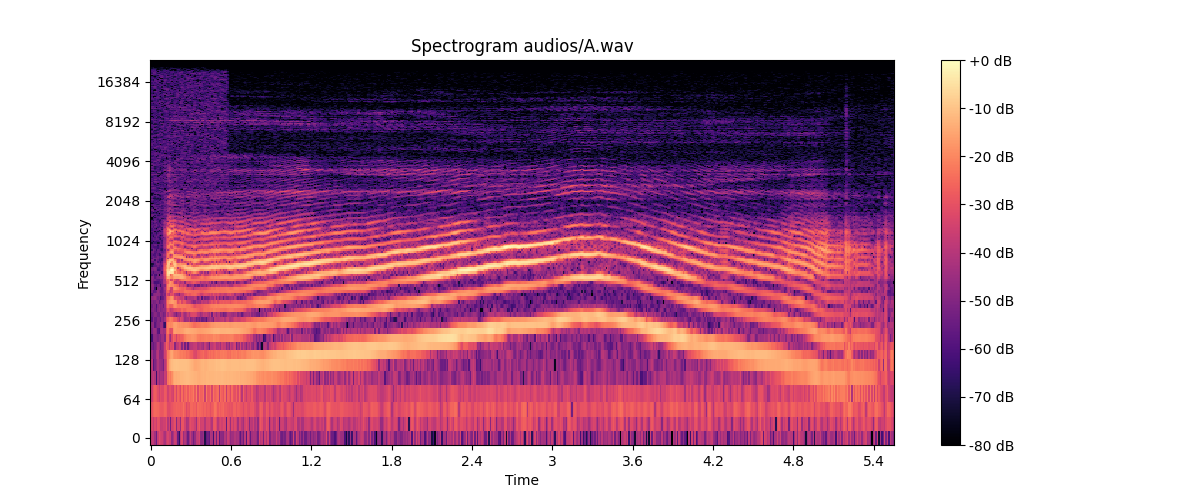 Spectrogram audios/A.wav
Frequency
16384
8192
4096
2048
1024
512
256
128
64
0
0 0.6 1.2 1.8 2.4 3 3.6 4.2 4.8 5.4
Time
+0 dB
-10 dB
-20 dB
-30 dB
-40 dB
-50 dB
-60 dB
-70 dB
-80 dB